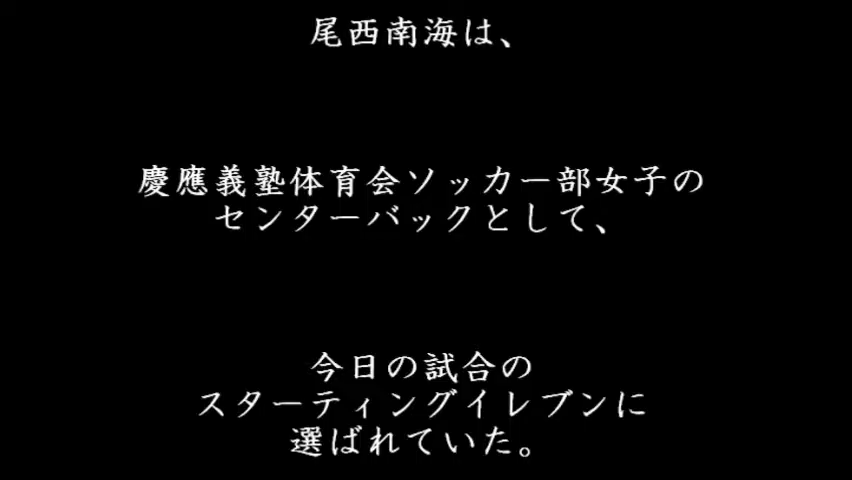 尾西南海は、
慶應義塾体育会ソッカー部女子の
センターバックとして、
今日の試合の
スターティングイレブンに
選ばれていた。